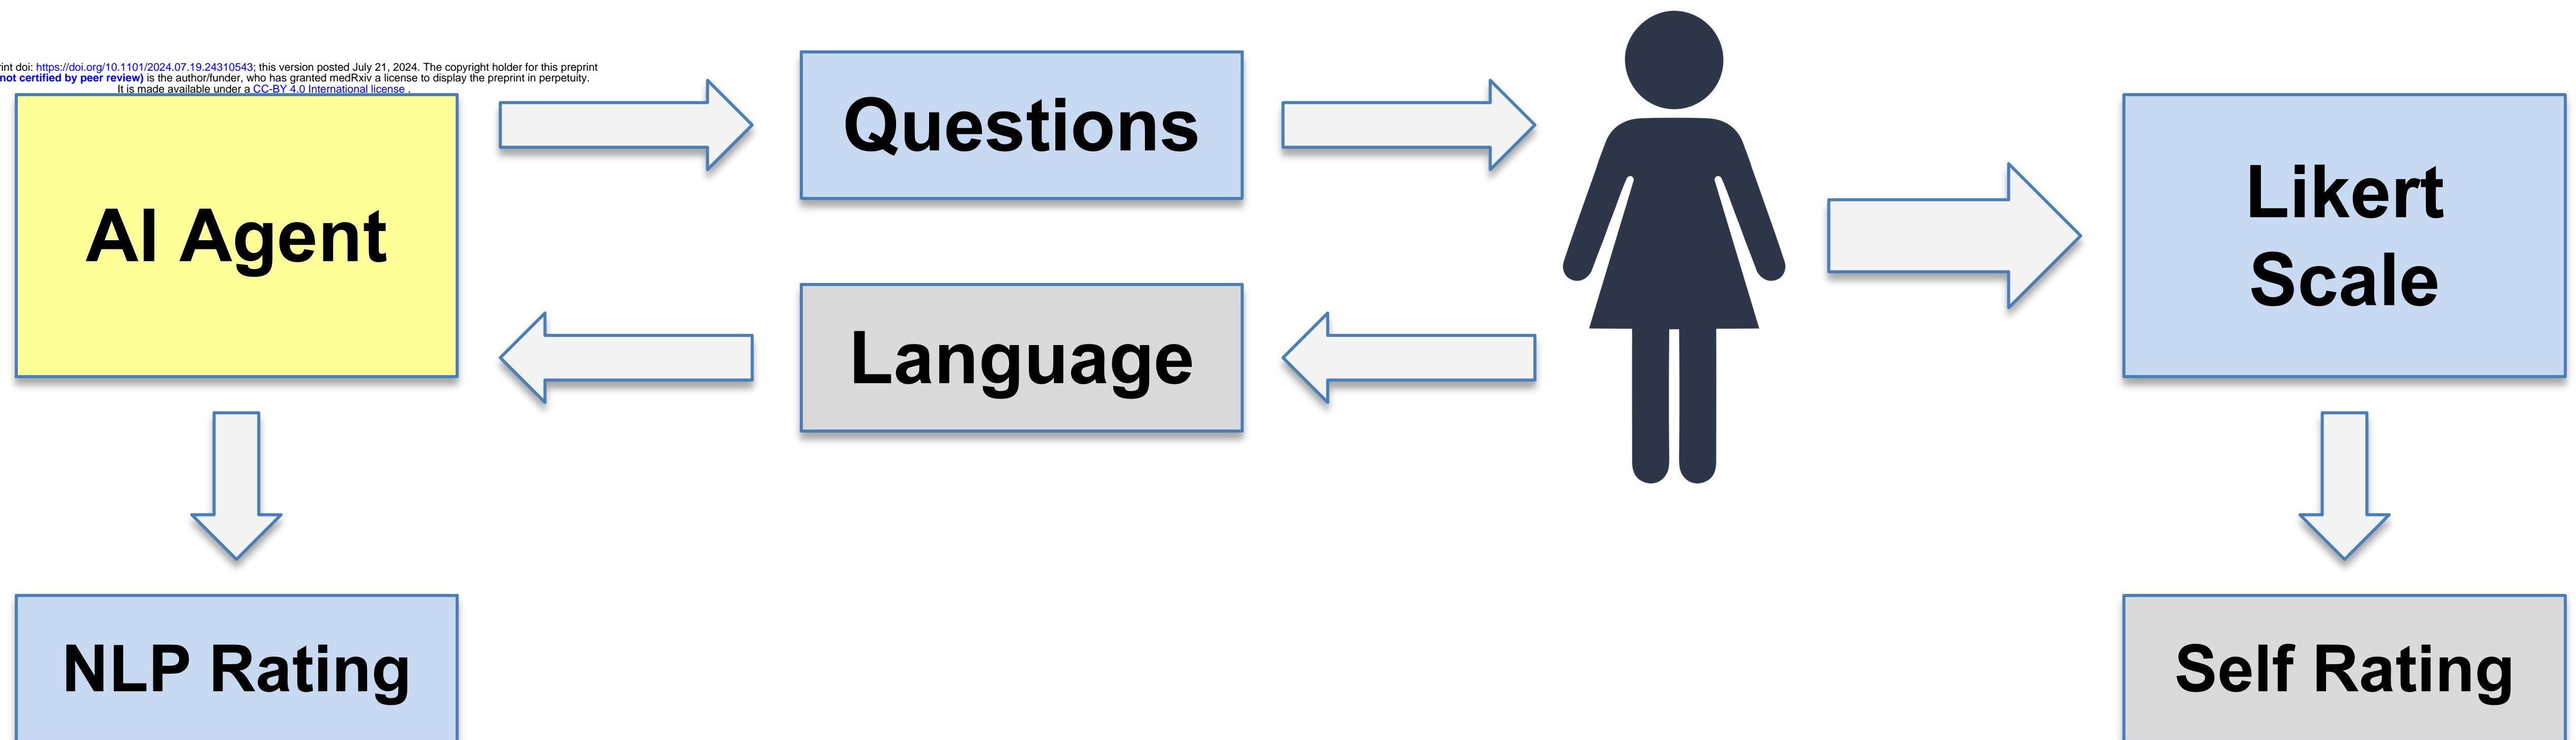 int doi: https://doi.org/10.1101/2024.07.19.24310543; this version posted July 21, 2024. The copyright holder for this preprint
not certified by peer review) is the author/funder, who has granted medRxiv a license to display the preprint in perpetuity.
It is made available under a CC-BY 4.0 International license .
AI Agent
Questions
Language
Likert
Scale
NLP Rating
Self Rating